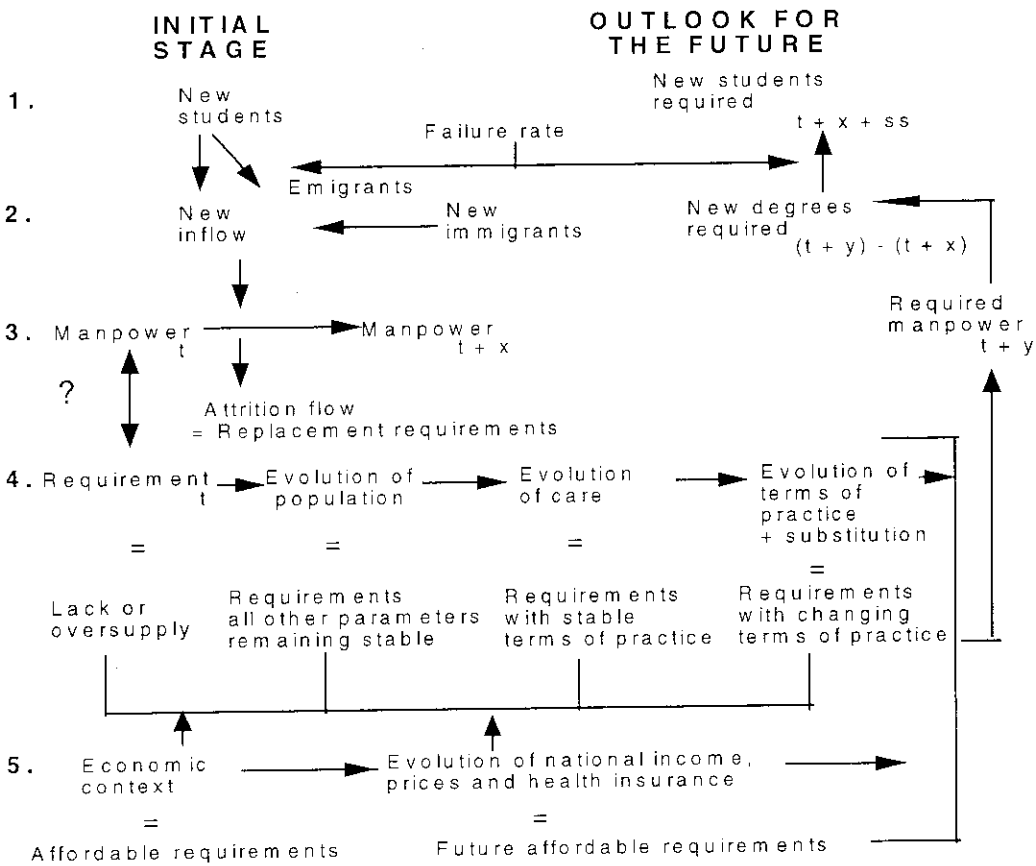 INITIAL
STAGE
OUTLOOK FOR
THE FUTURE
1.
New
students
New students
required
t + x + ss
Failure rate
Emigrants
2.
New
inflow
New
immigrants
New degrees
required
(t + y) - (t + x)
Required
manpower
t + y
3.
Manpower
t
Manpower
t + x
?
Attrition flow
= Replacement requirements
4.
Requirement
t
Evolution of
population
Evolution
of care
Evolution of
terms of
practice
+ substitution
=
=
=
=
Lack or
oversupply
Requirements
all other parameters
remaining stable
Requirements
with stable
terms of practice
Requirements
with changing
terms of practice
5.
Economic
context
Evolution of national income,
prices and health insurance
=
=
Affordable requirements
Future affordable requirements